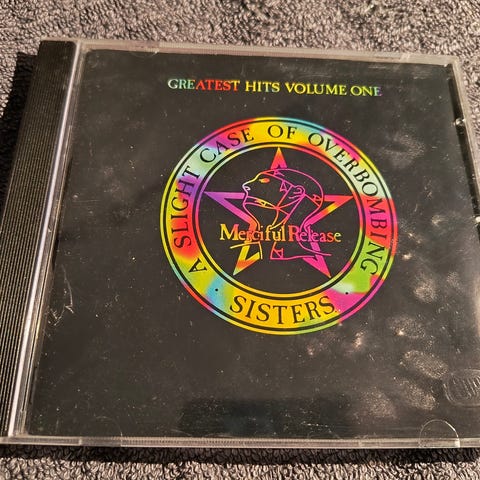 GREATEST HITS VOLUME ONE
A SLIGHT CASE OF OVERBOMBING
Merciful Release
· SISTERS ·